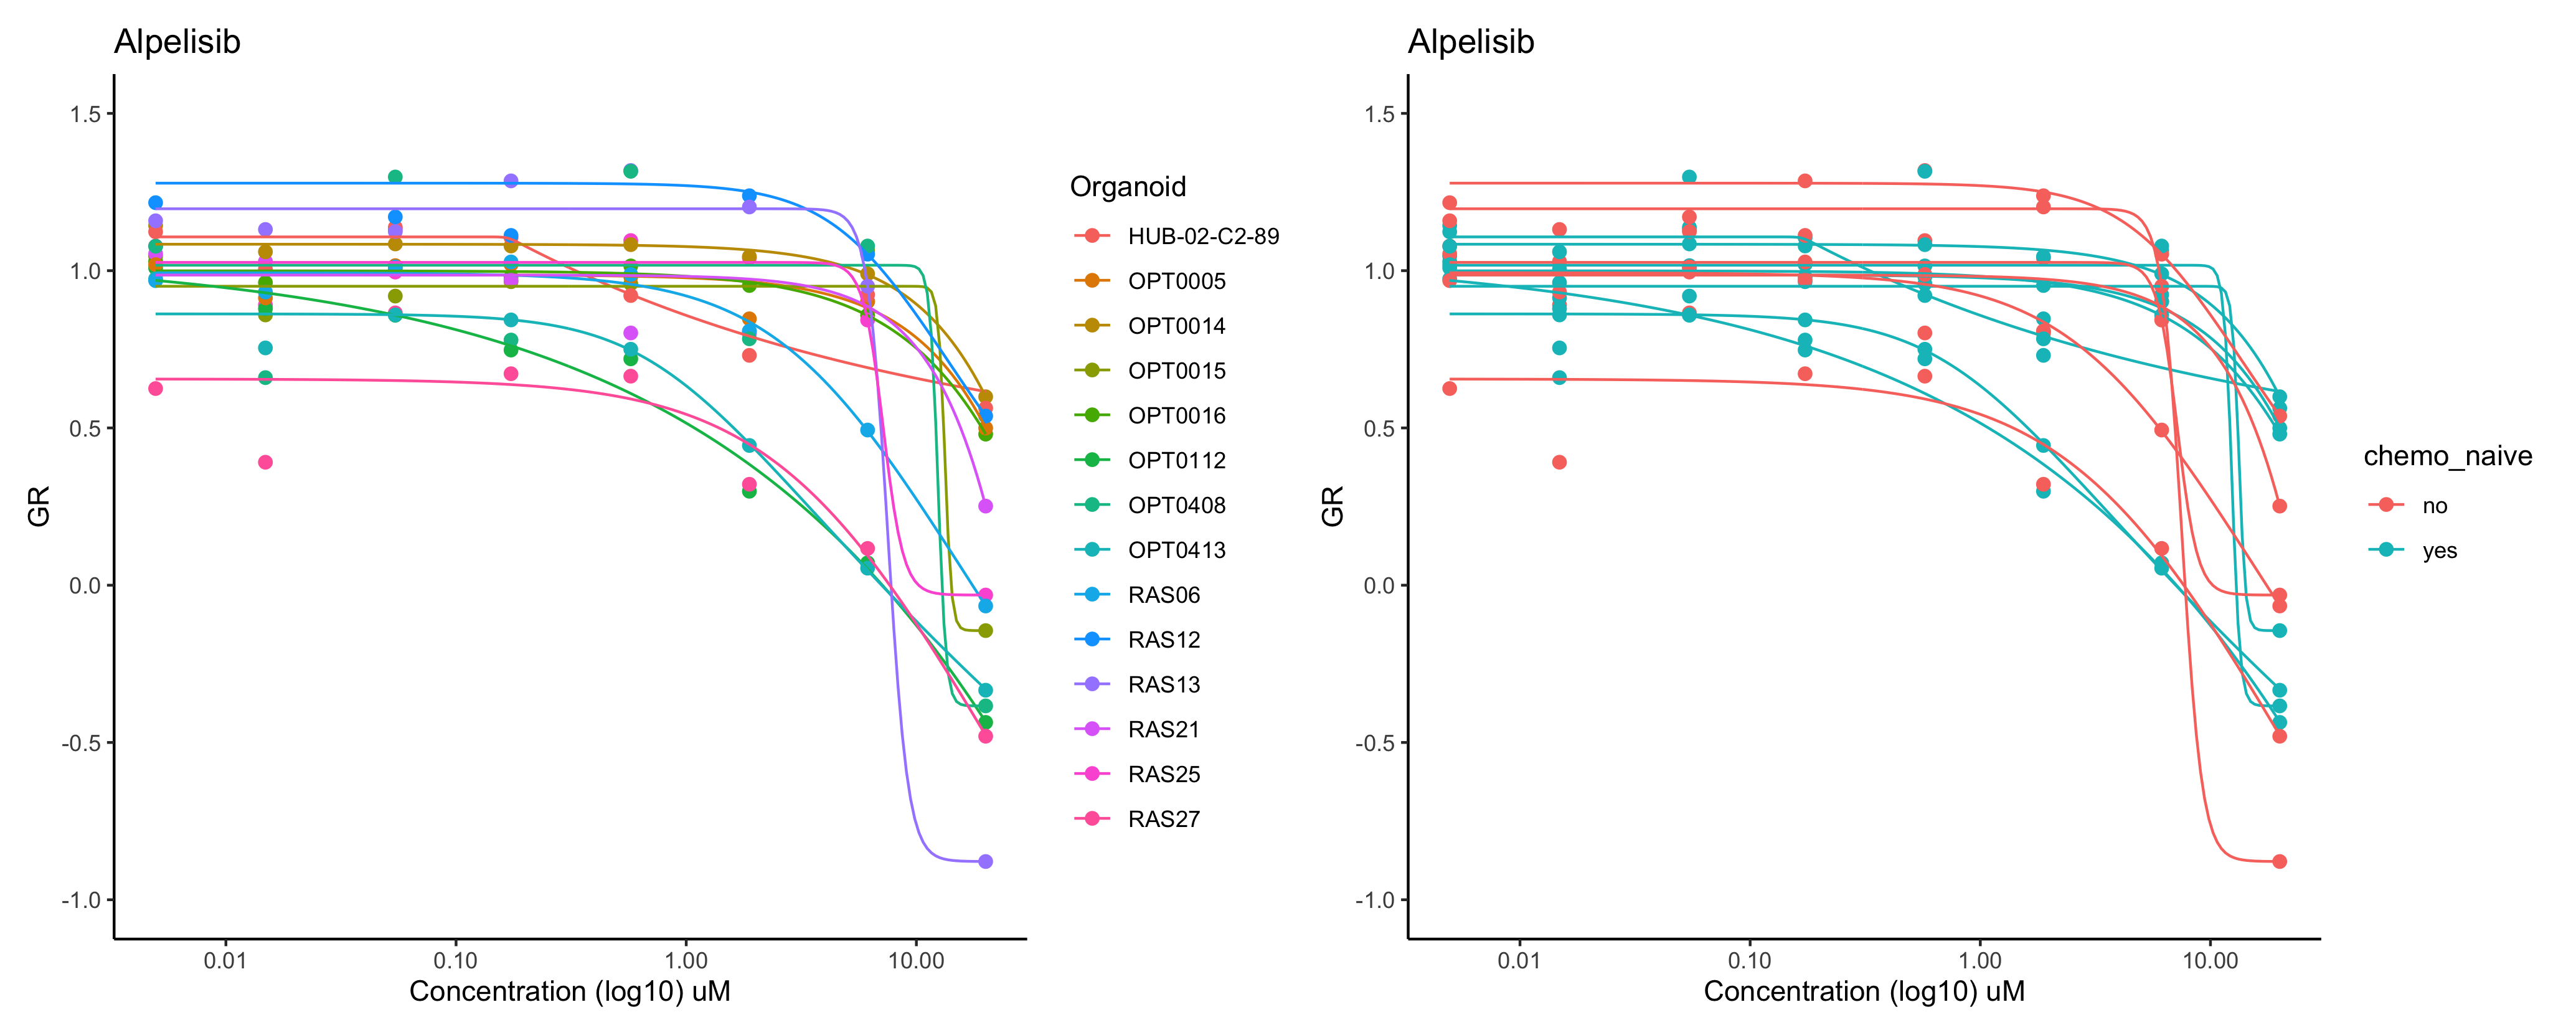 Alpelisib
1.5
1.0
0.5
0.0
-0.5
-1.0
GR
0.01 0.10 1.00 10.00
Concentration (log10) uM
Organoid
HUB-02-C2-89
OPT0005
OPT0014
OPT0015
OPT0016
OPT0112
OPT0408
OPT0413
RAS06
RAS12
RAS13
RAS21
RAS25
RAS27
Alpelisib
1.5
1.0
0.5
0.0
-0.5
-1.0
GR
0.01 0.10 1.00 10.00
Concentration (log10) uM
chemo_naive
no
yes